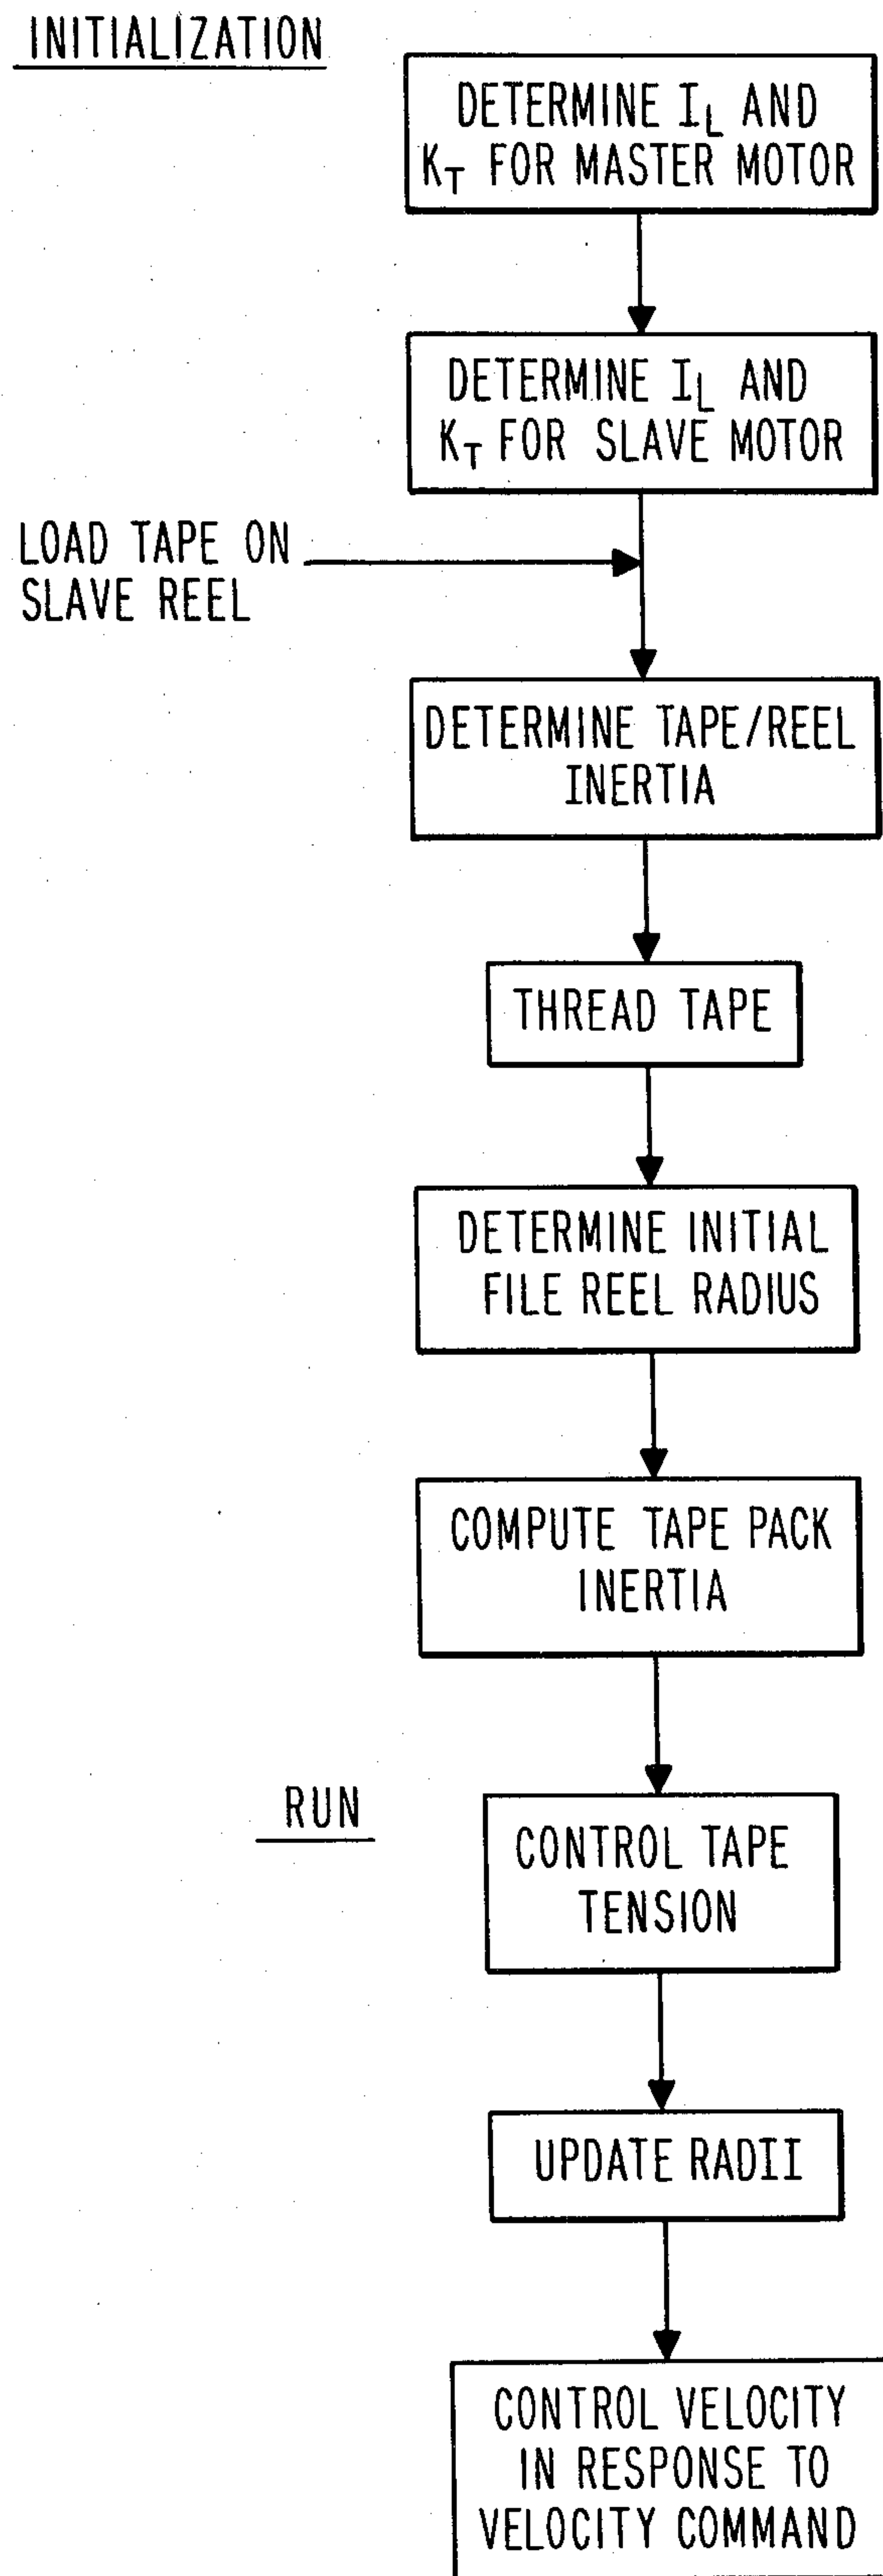 INITIALIZATION
DETERMINE I_L AND
K_T FOR MASTER MOTOR
DETERMINE I_L AND
K_T FOR SLAVE MOTOR
LOAD TAPE ON
SLAVE REEL
DETERMINE TAPE/REEL
INERTIA
THREAD TAPE
DETERMINE INITIAL
FILE REEL RADIUS
COMPUTE TAPE PACK
INERTIA
RUN
CONTROL TAPE
TENSION
UPDATE RADII
CONTROL VELOCITY
IN RESPONSE TO
VELOCITY COMMAND